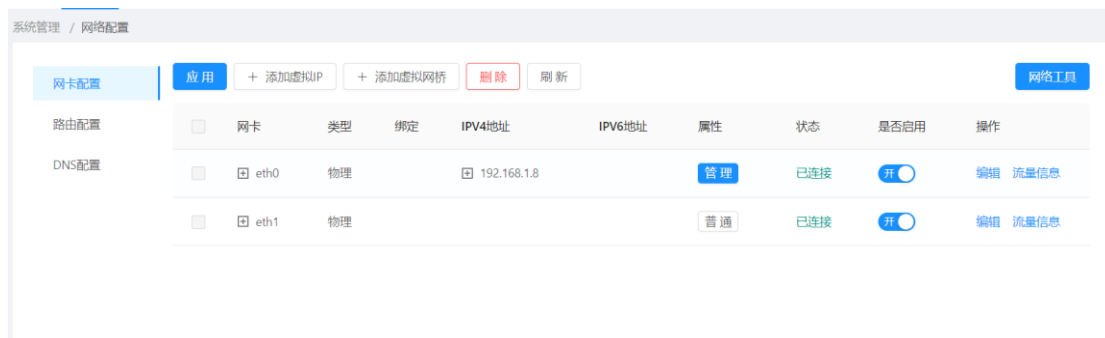 系统管理 / 网络配置
网卡配置
路由配置
DNS配置
应用 + 添加虚拟IP + 添加虚拟网桥 删除 刷新 网络工具
网卡 类型 绑定 IPV4地址 IPV6地址 属性 状态 是否启用 操作
eth0 物理 192.168.1.8 管理 已连接 开 编辑 流量信息
eth1 物理 普通 已连接 开 编辑 流量信息